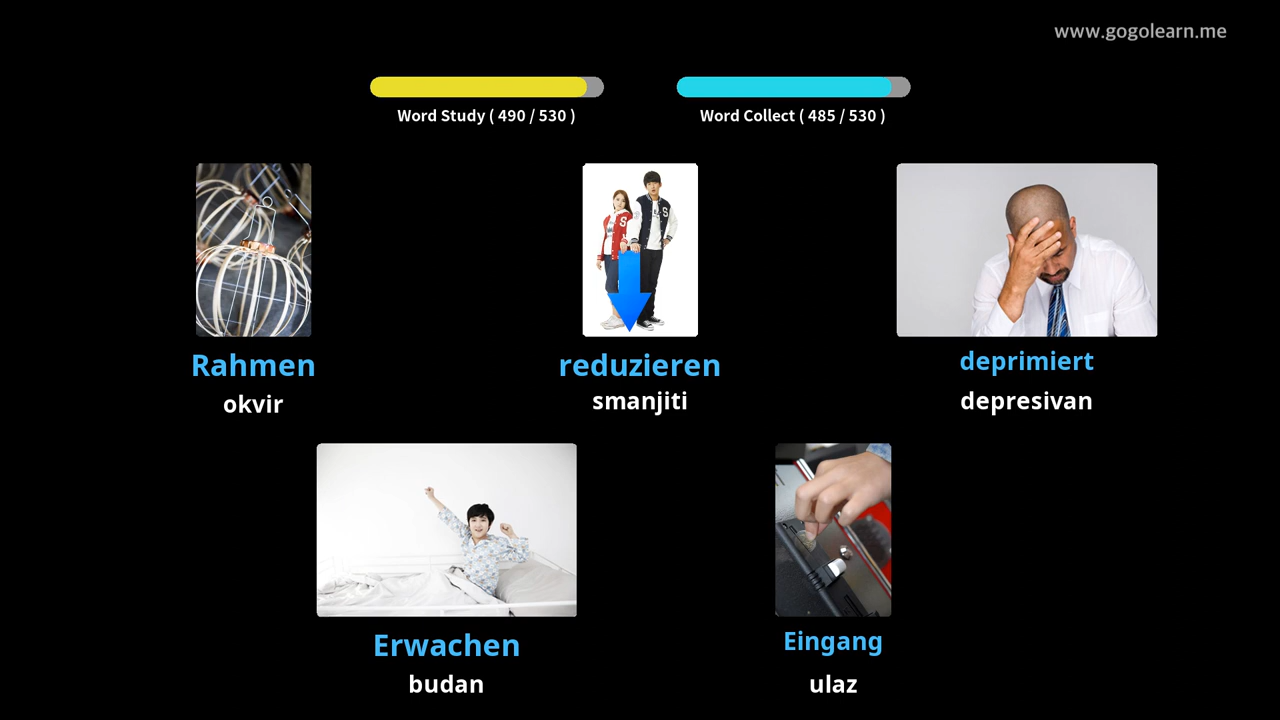 www.gogolearn.me
Word Study ( 490 / 530 )
Word Collect ( 485 / 530 )
Rahmen
okvir
reduzieren
smanjiti
deprimiert
depresivan
Erwachen
budan
Eingang
ulaz